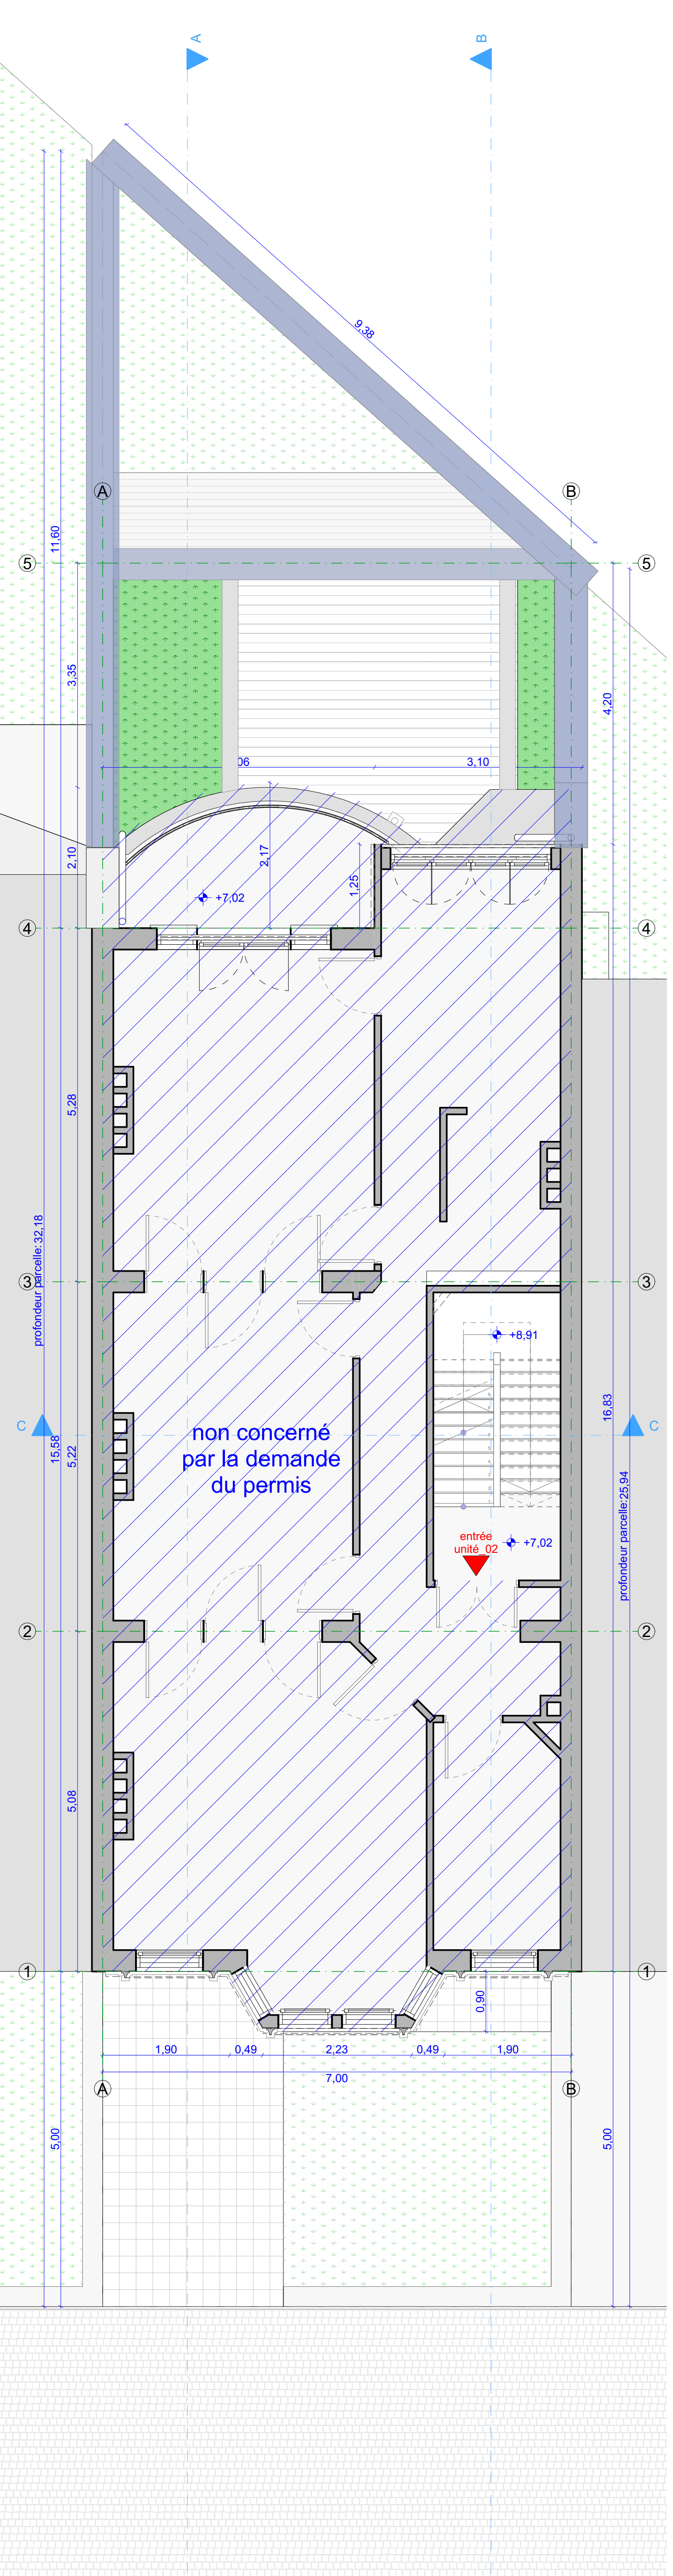 A
B
9,38
11,60
A
B
5
5
3,35
4,20
06
3,10
2,10
2,17
1,25
+7,02
4
4
5,28
profondeur parcelle:32,18
3
3
+8,91
16,83
C
C
15,58
5,22
non concerné
par la demande
du permis
profondeur parcelle:25,94
entrée
unité_02
+7,02
2
2
5,08
1
1
0,90
1,90
0,49
2,23
0,49
1,90
7,00
A
B
5,00
5,00